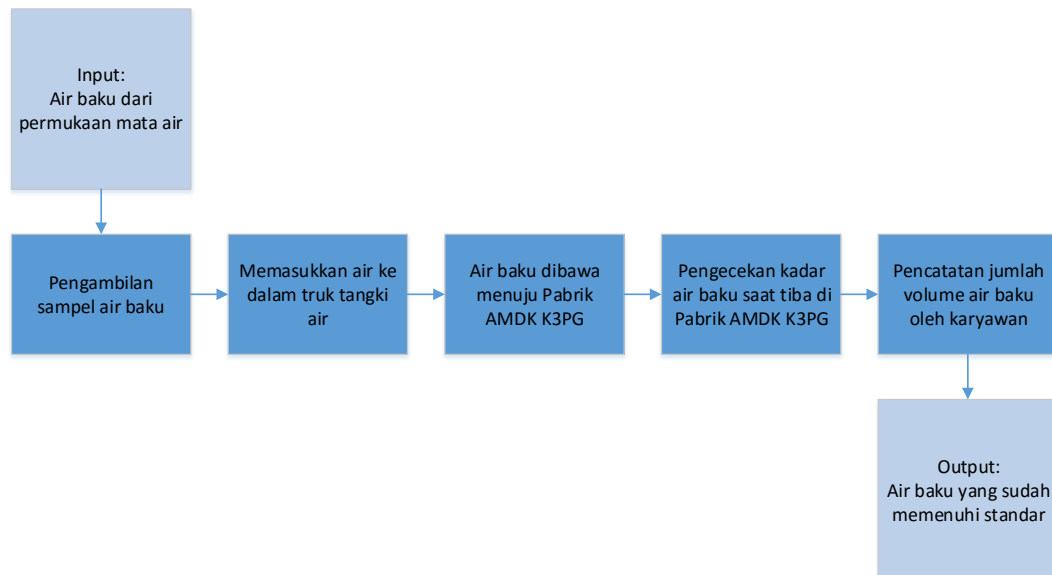 Input:
Air baku dari
permukaan mata air
Pengambilan
sampel air baku
Memasukkan air ke
dalam truk tangki
air
Air baku dibawa
menuju Pabrik
AMDK K3PG
Pengecekan kadar
air baku saat tiba di
Pabrik AMDK K3PG
Pencatatan jumlah
volume air baku
oleh karyawan
Output:
Air baku yang sudah
memenuhi standar